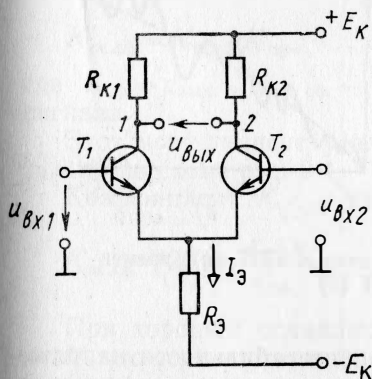 +E_K
R_K1
R_K2
1
2
u_вых
T_1
T_2
u_вх1
u_вх2
I_Э
R_Э
-E_K